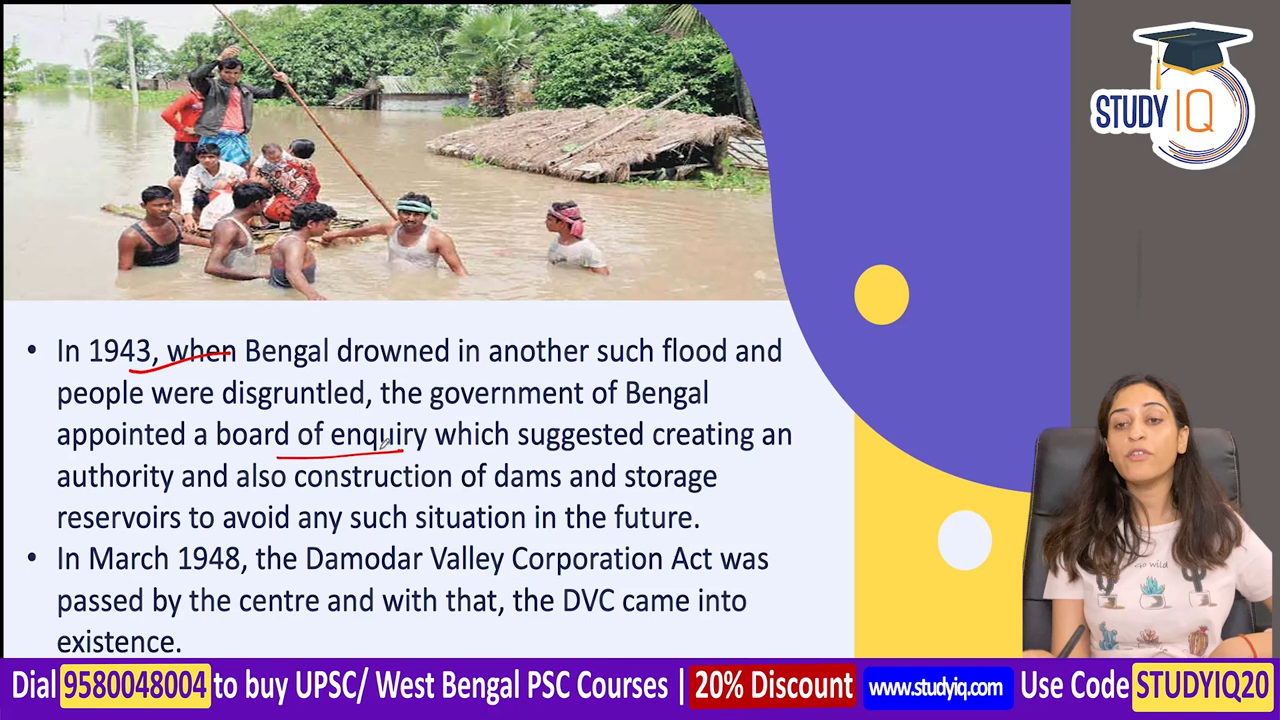 STUDY IQ
• In 1943, when Bengal drowned in another such flood and
people were disgruntled, the government of Bengal
appointed a board of enquiry which suggested creating an
authority and also construction of dams and storage
reservoirs to avoid any such situation in the future.
• In March 1948, the Damodar Valley Corporation Act was
passed by the centre and with that, the DVC came into
existence.
Go wild
Dial 9580048004 to buy UPSC/ West Bengal PSC Courses | 20% Discount www.studyiq.com Use Code STUDYIQ20